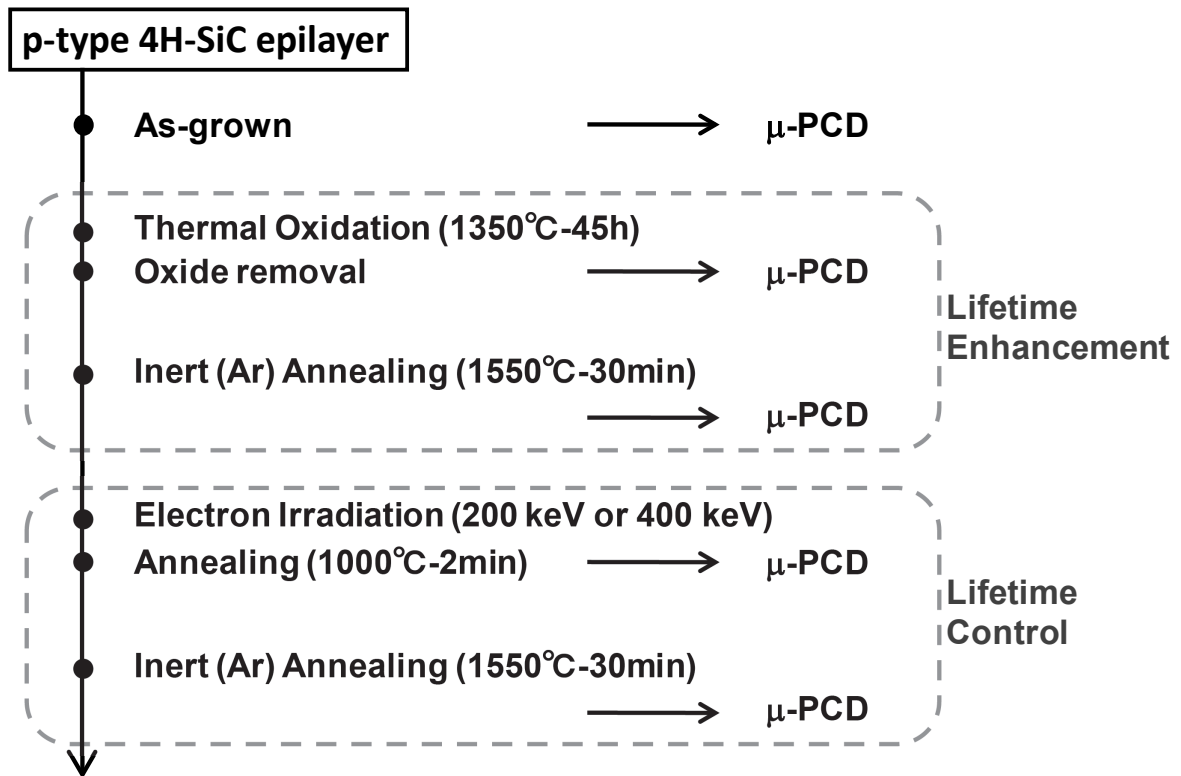 p-type 4H-SiC epilayer
As-grown μ-PCD
Thermal Oxidation (1350℃-45h)
Oxide removal μ-PCD
Lifetime
Enhancement
Inert (Ar) Annealing (1550℃-30min)
μ-PCD
Electron Irradiation (200 keV or 400 keV)
Annealing (1000℃-2min) μ-PCD
Lifetime
Control
Inert (Ar) Annealing (1550℃-30min)
μ-PCD